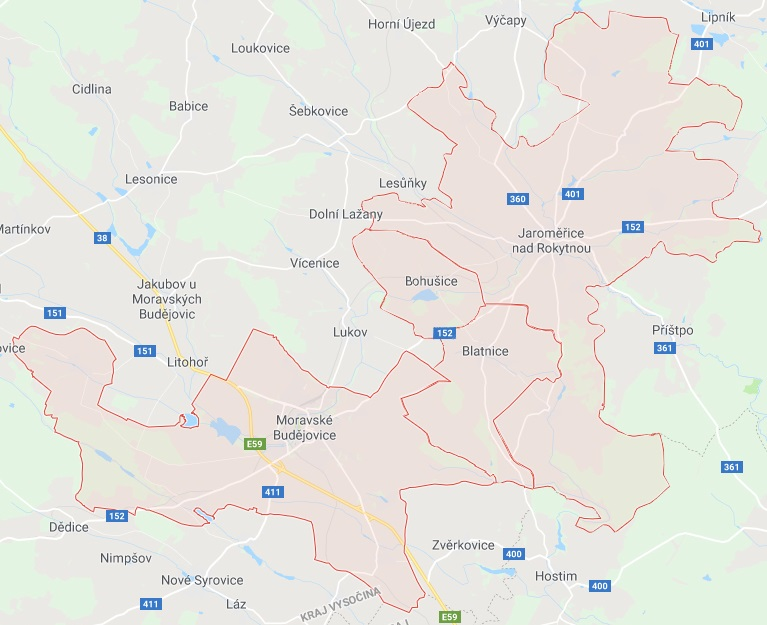 Horní Újezd
Výčapy
Lipník
401
Loukovice
Cidlina
Babice
Šebkovice
Lesonice
Lesůňky
360
401
Dolní Lažany
152
Martínkov
38
Jaroměřice
nad Rokytnou
Vícenice
Bohušice
Jakubov u
Moravských
Budějovic
151
Lukov
152
Příštpo
361
151
Litohoř
Blatnice
ovice
Moravské
Budějovice
E59
361
411
152
Dědice
Nimpšov
Zvěrkovice
400
Nové Syrovice
Hostim
400
411
Láz
KRAJ VYSOČINA
E59